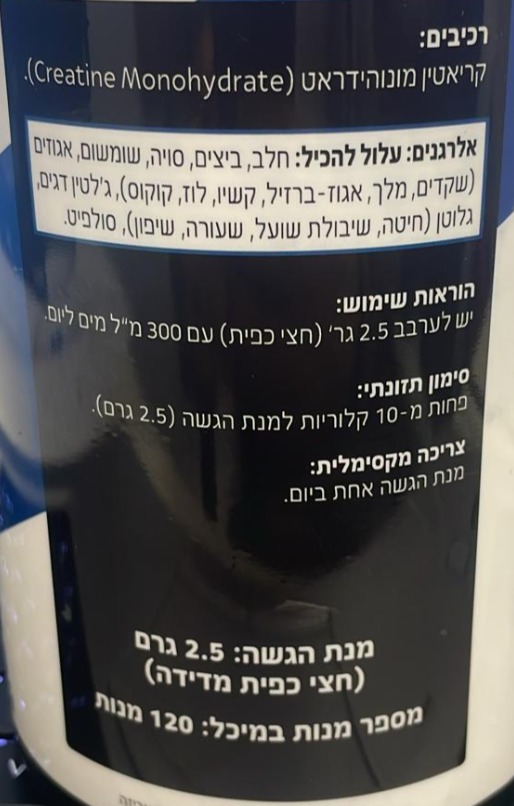 רכיבים:
קריאטין מונוהידראט (Creatine Monohydrate).
אלרגנים: עלול להכיל: חלב, ביצים, סויה, שומשום, אגוזים
(שקדים, מלך, אגוז-ברזיל, קשיו, לוז, קוקוס), ג'לטין דגים,
גלוטן (חיטה, שיבולת שועל, שעורה, שיפון), סולפיט.
הוראות שימוש:
יש לערבב 2.5 גר' (חצי כפית) עם 300 מ"ל מים ליום.
סימון תזונתי:
פחות מ-10 קלוריות למנת הגשה (2.5 גרם).
צריכה מקסימלית:
מנת הגשה אחת ביום.
מנת הגשה: 2.5 גרם
(חצי כפית מדידה)
מספר מנות במיכל: 120 מנות